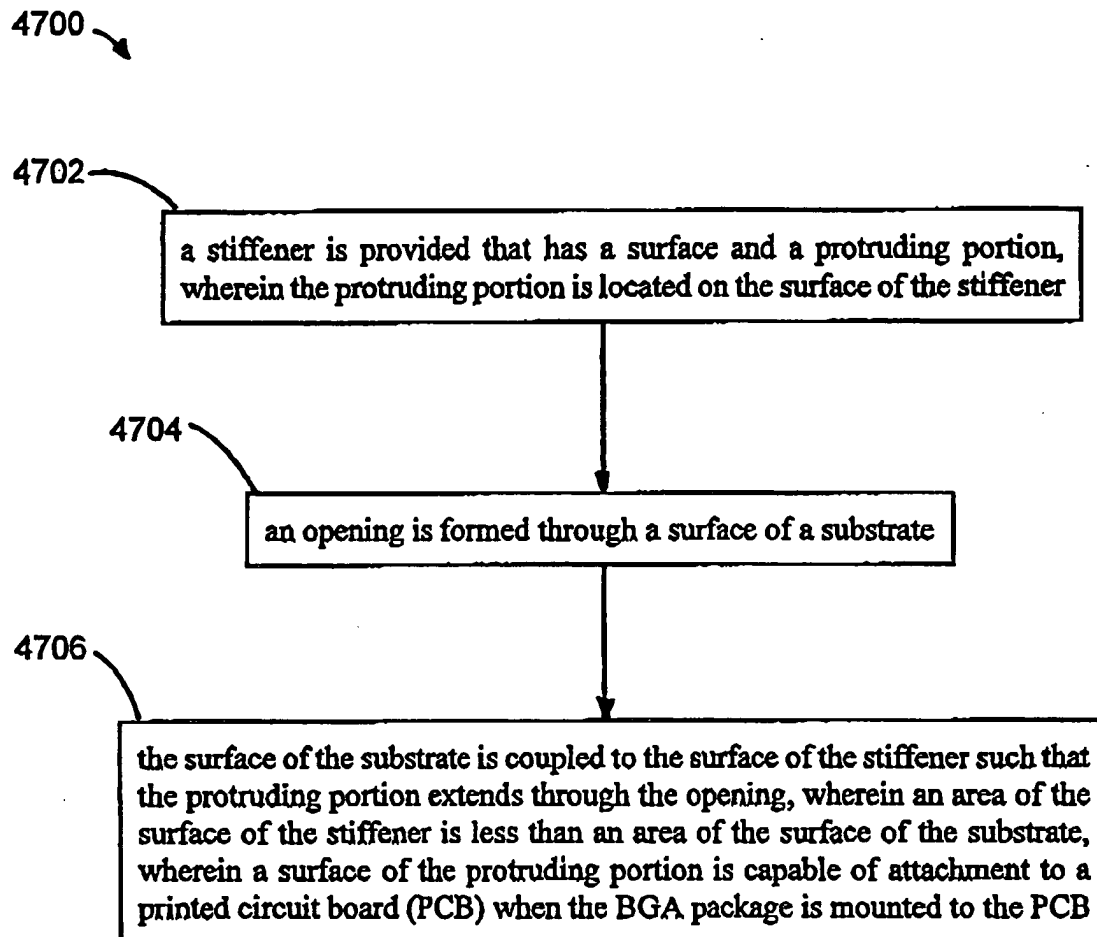 4700
4702
a stiffener is provided that has a surface and a protruding portion,
wherein the protruding portion is located on the surface of the stiffener
4704
an opening is formed through a surface of a substrate
4706
the surface of the substrate is coupled to the surface of the stiffener such that
the protruding portion extends through the opening, wherein an area of the
surface of the stiffener is less than an area of the surface of the substrate,
wherein a surface of the protruding portion is capable of attachment to a
printed circuit board (PCB) when the BGA package is mounted to the PCB